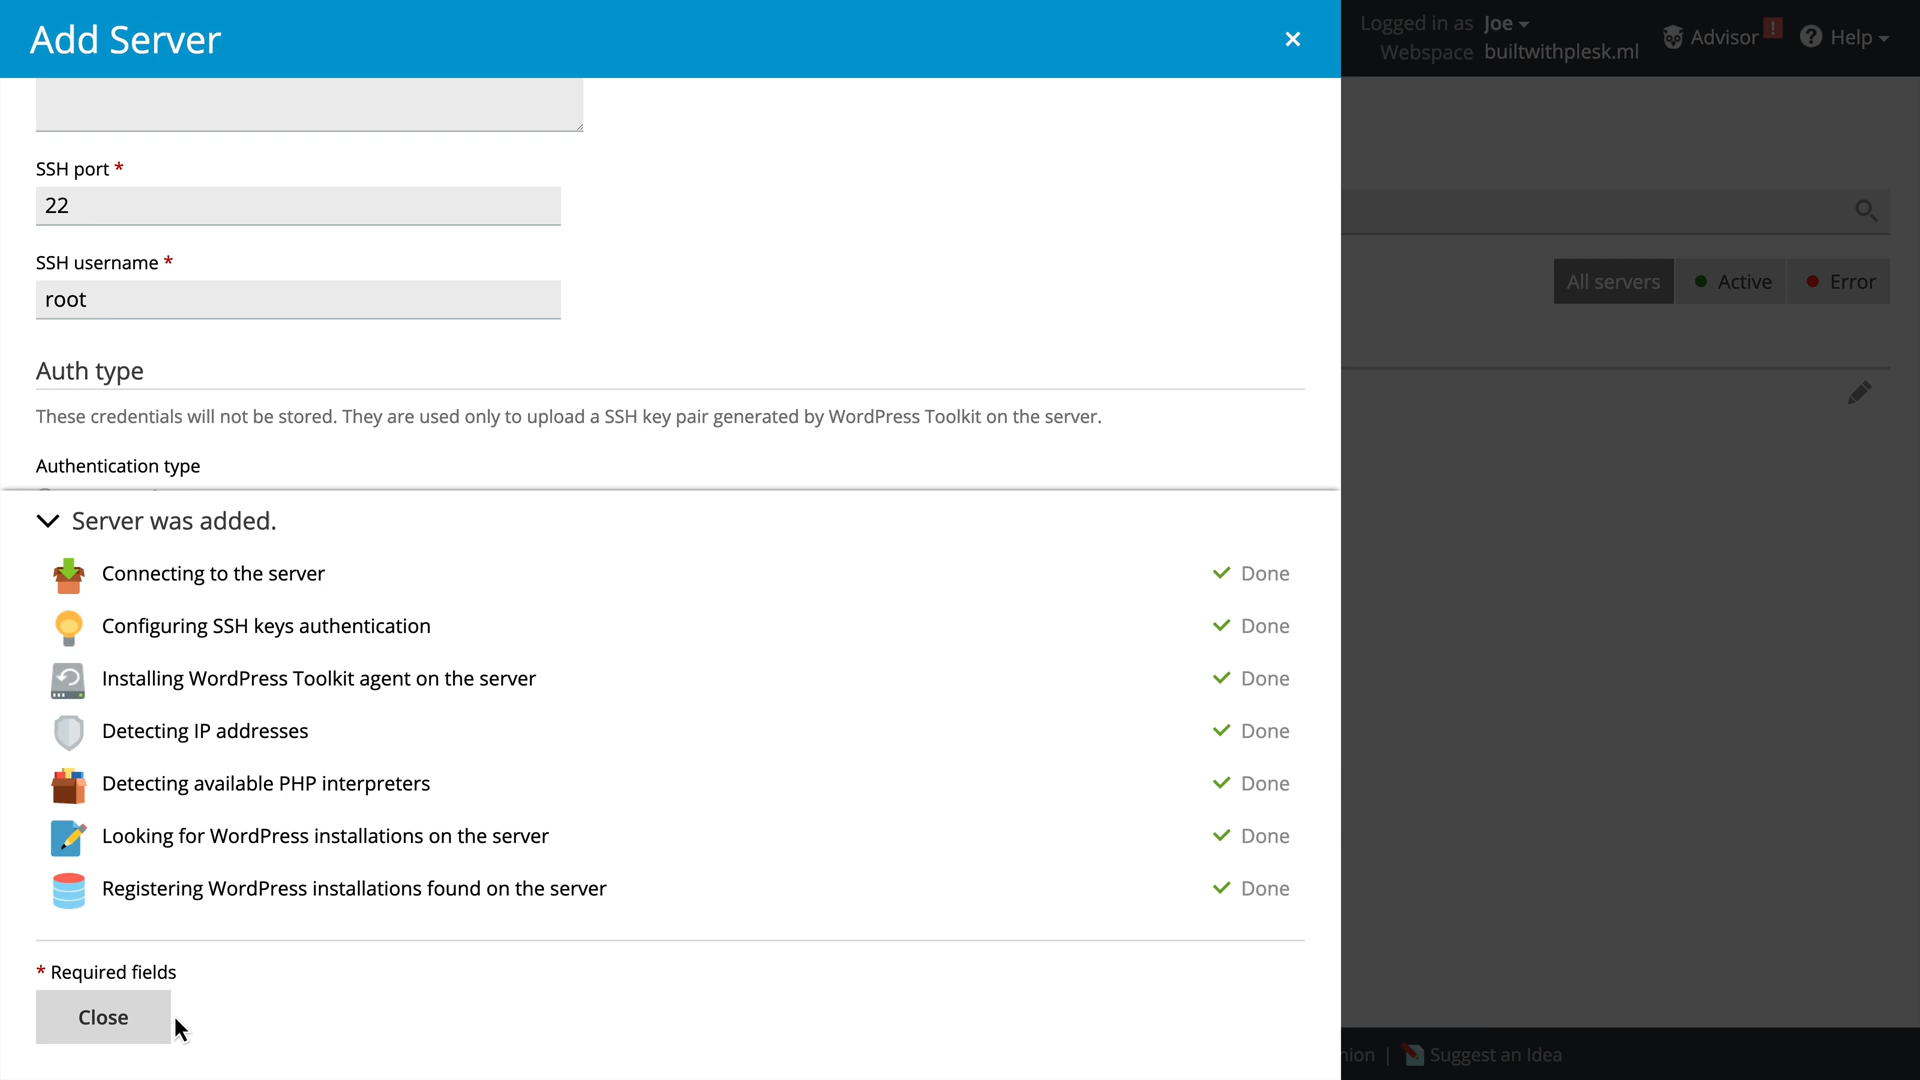 Add Server
Logged in as Joe
Webspace builtwithplesk.ml
Advisor
!
Help
SSH port *
22
SSH username *
root
All servers
Active
Error
Auth type
These credentials will not be stored. They are used only to upload a SSH key pair generated by WordPress Toolkit on the server.
Authentication type
Server was added.
Connecting to the server
Done
Configuring SSH keys authentication
Done
Installing WordPress Toolkit agent on the server
Done
Detecting IP addresses
Done
Detecting available PHP interpreters
Done
Looking for WordPress installations on the server
Done
Registering WordPress installations found on the server
Done
* Required fields
Close
| Suggest an Idea